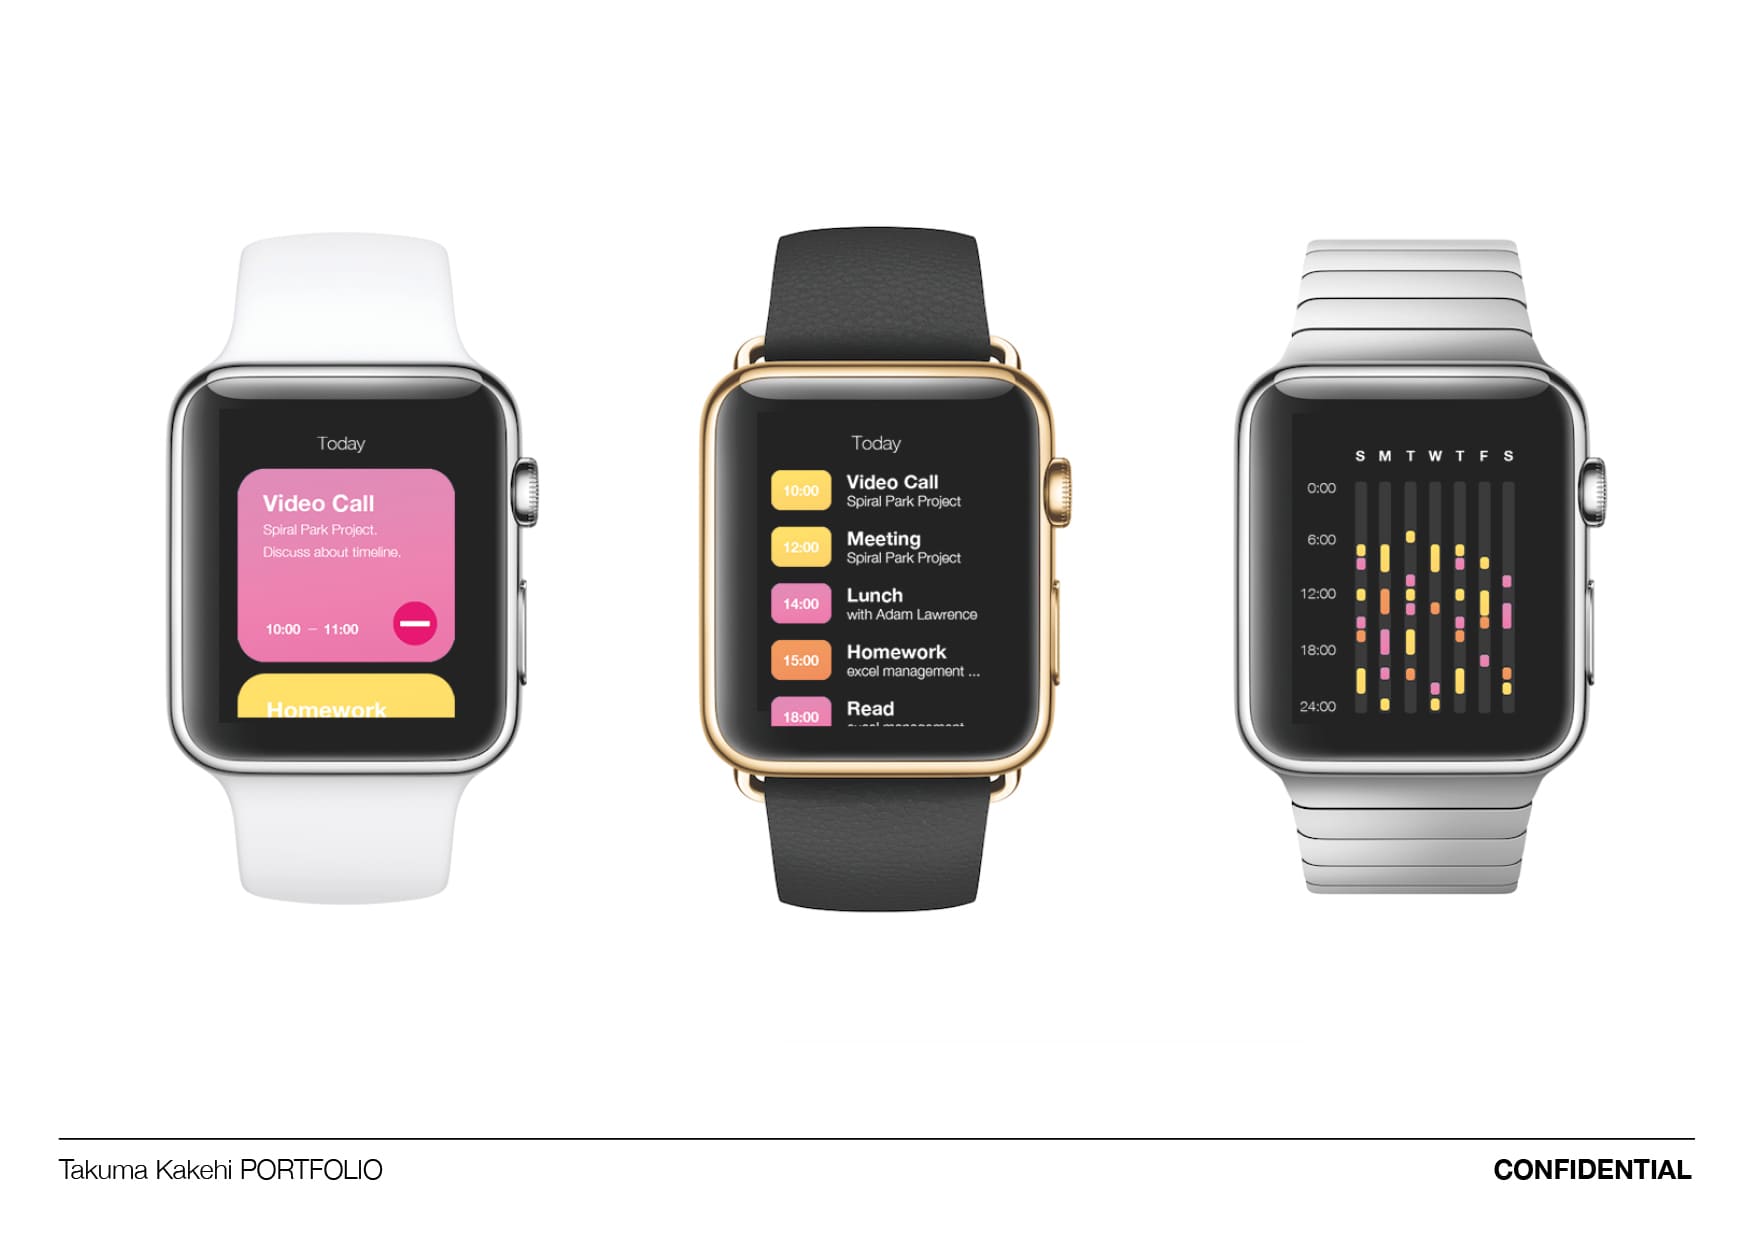 Today
Video Call
Spiral Park Project.
Discuss about timeline.
10:00 – 11:00
Homework
Today
10:00 Video Call
Spiral Park Project
12:00 Meeting
Spiral Park Project
14:00 Lunch
with Adam Lawrence
15:00 Homework
excel management ...
18:00 Read
excel management
S M T W T F S
0:00
6:00
12:00
18:00
24:00
Takuma Kakehi PORTFOLIO
CONFIDENTIAL